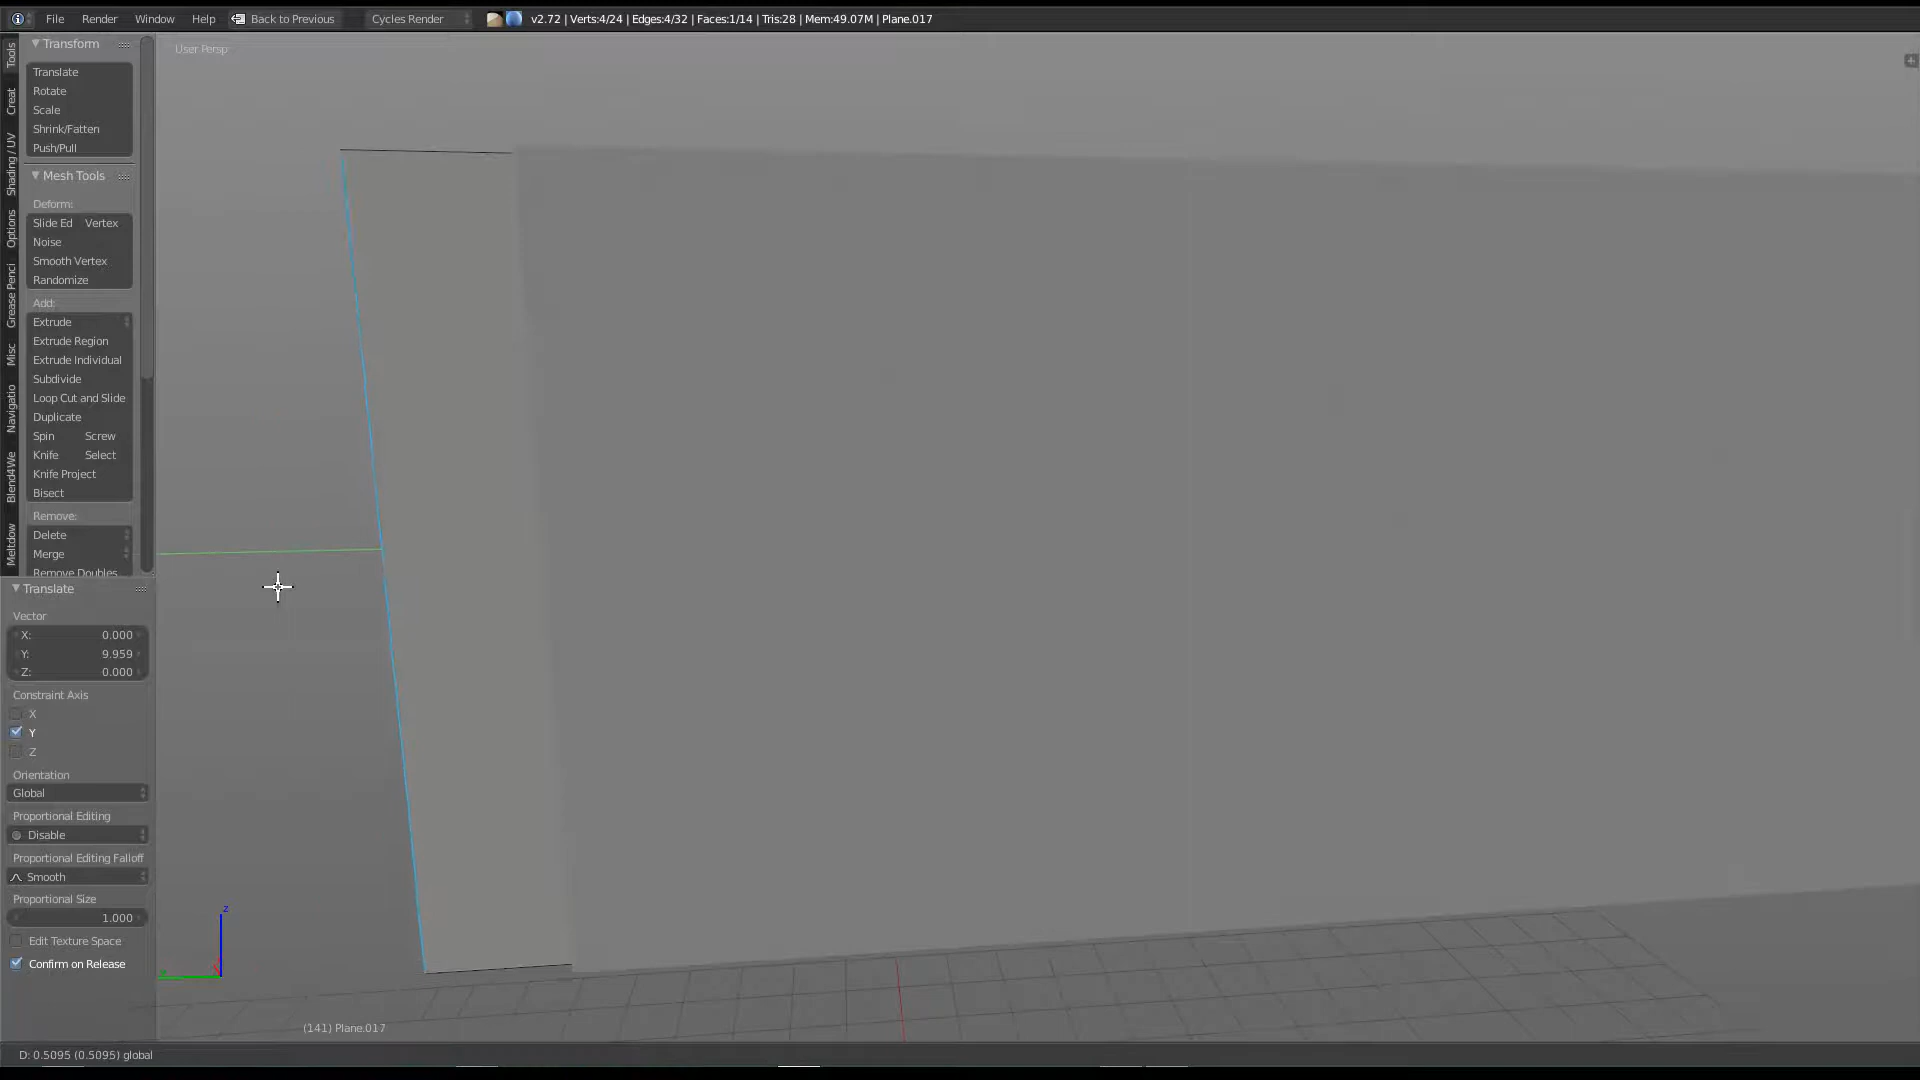 File Render Window Help Back to Previous Cycles Render v2.72 | Verts:4/24 | Edges:4/32 | Faces:1/14 | Tris:28 | Mem:49.07M | Plane.017
User Persp
Tools
Creat
Shading / UV
Options
Grease Penci
Misc
Navigatio
Blend4We
Meltdow
Transform
Translate
Rotate
Scale
Shrink/Fatten
Push/Pull
Mesh Tools
Deform:
Slide Ed Vertex
Noise
Smooth Vertex
Randomize
Add:
Extrude
Extrude Region
Extrude Individual
Subdivide
Loop Cut and Slide
Duplicate
Spin Screw
Knife Select
Knife Project
Bisect
Remove:
Delete
Merge
Remove Doubles
Translate
Vector
X: 0.000
Y: 9.959
Z: 0.000
Constraint Axis
X
Y
Z
Orientation
Global
Proportional Editing
Disable
Proportional Editing Falloff
Smooth
Proportional Size
1.000
Edit Texture Space
Confirm on Release
z
(141) Plane.017
D: 0.5095 (0.5095) global